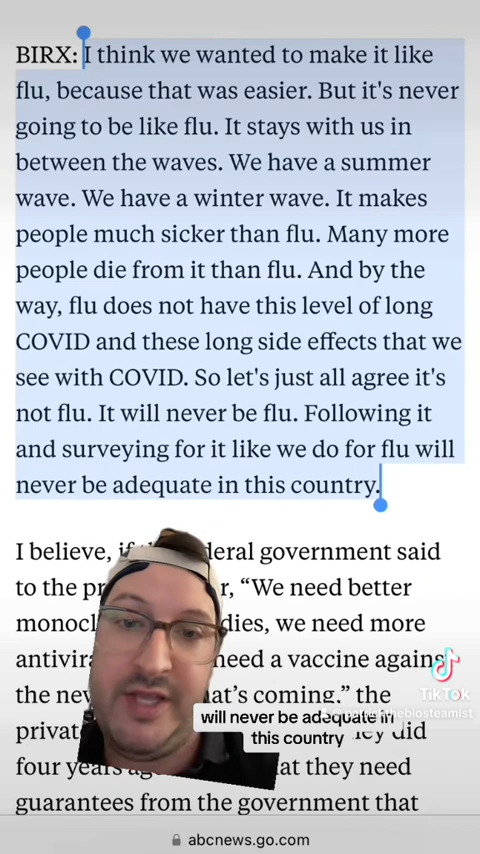 BIRX: I think we wanted to make it like
flu, because that was easier. But it's never
going to be like flu. It stays with us in
between the waves. We have a summer
wave. We have a winter wave. It makes
people much sicker than flu. Many more
people die from it than flu. And by the
way, flu does not have this level of long
COVID and these long side effects that we
see with COVID. So let's just all agree it's
not flu. It will never be flu. Following it
and surveying for it like we do for flu will
never be adequate in this country.
I believe, if deral government said
to the pr r, “We need better
monocl dies, we need more
antivira need a vaccine agains
the ne hat’s coming,” the
TikTok
will never be adequate in
this country
privat ey did
four years ag at they need
guarantees from the government that
abcnews.go.com